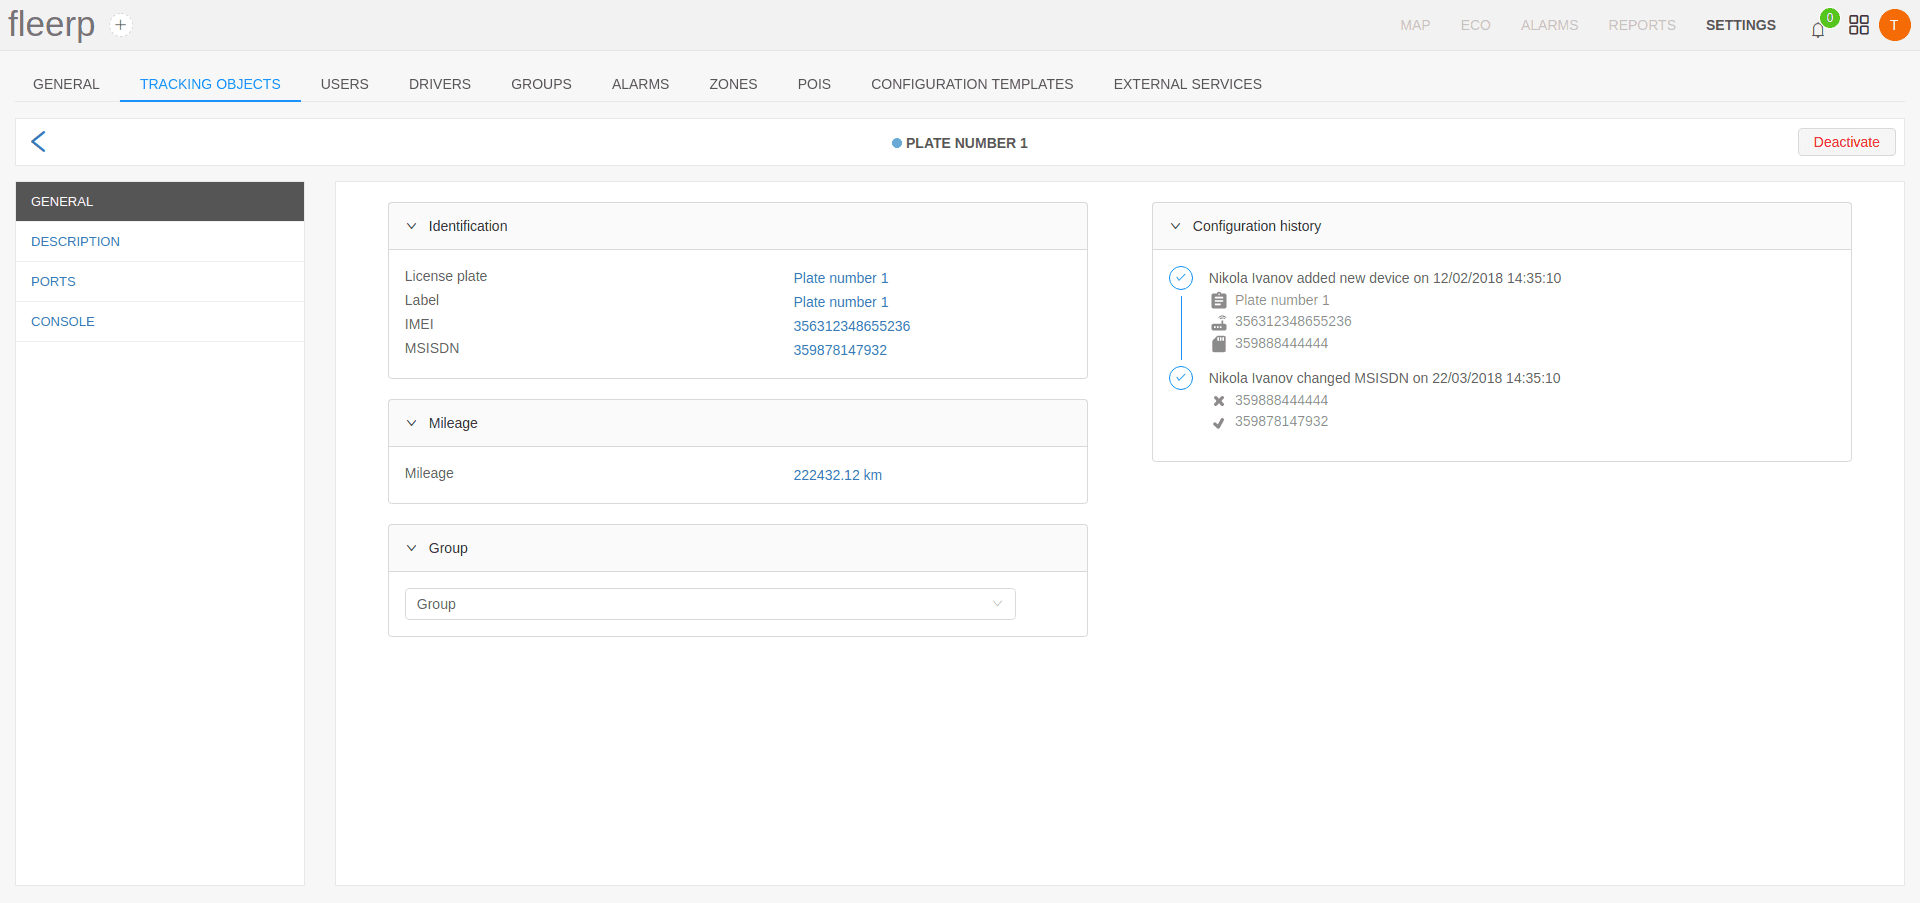 fleerp
MAP ECO ALARMS REPORTS SETTINGS 0 T
GENERAL TRACKING OBJECTS USERS DRIVERS GROUPS ALARMS ZONES POIS CONFIGURATION TEMPLATES EXTERNAL SERVICES
PLATE NUMBER 1
Deactivate
GENERAL
DESCRIPTION
PORTS
CONSOLE
Identification
License plate Plate number 1
Label Plate number 1
IMEI 356312348655236
MSISDN 359878147932
Mileage
Mileage 222432.12 km
Group
Group
Configuration history
Nikola Ivanov added new device on 12/02/2018 14:35:10
Plate number 1
356312348655236
359888444444
Nikola Ivanov changed MSISDN on 22/03/2018 14:35:10
359888444444
359878147932